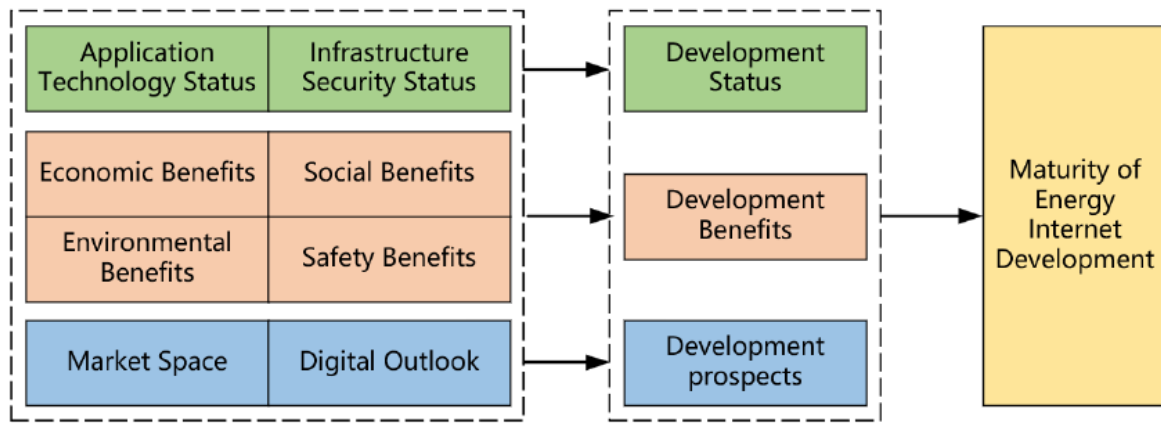 Application
Technology Status
Infrastructure
Security Status
Development
Status
Economic Benefits
Social Benefits
Environmental
Benefits
Safety Benefits
Development
Benefits
Market Space
Digital Outlook
Development
prospects
Maturity of
Energy
Internet
Development